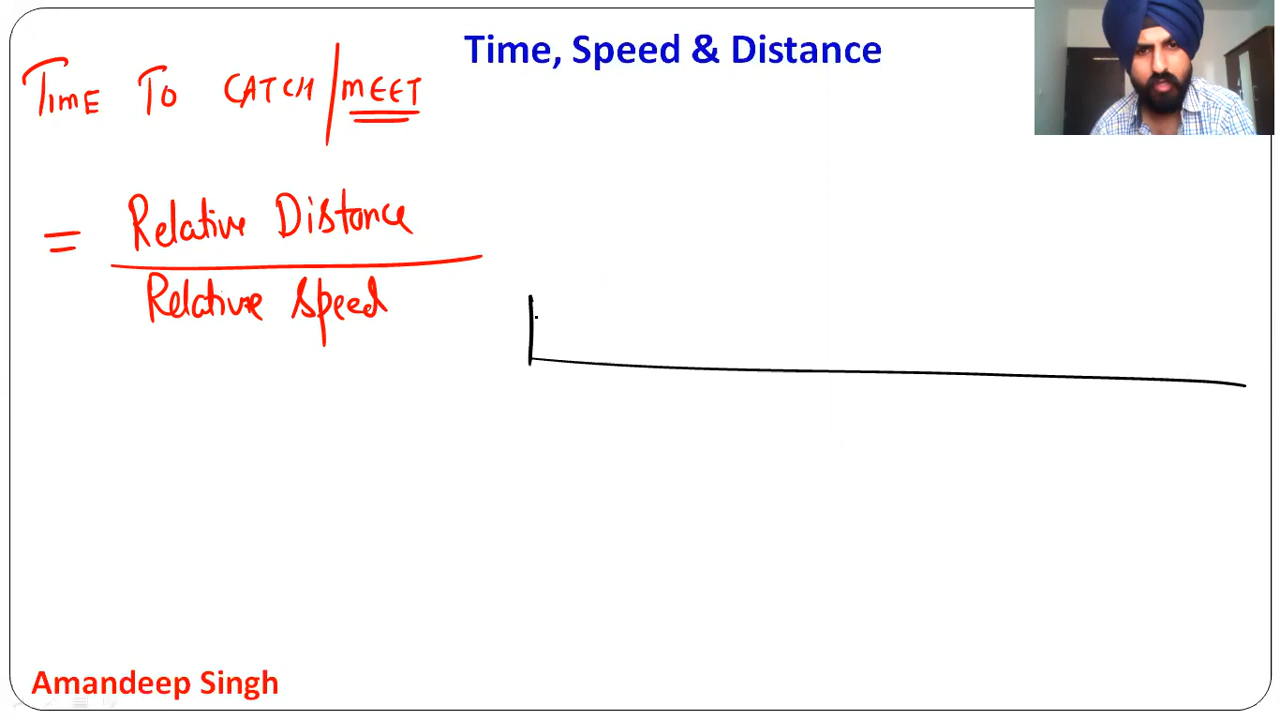 Time, Speed & Distance
TIME TO CATCH/MEET
= Relative Distance
Relative Speed
Amandeep Singh